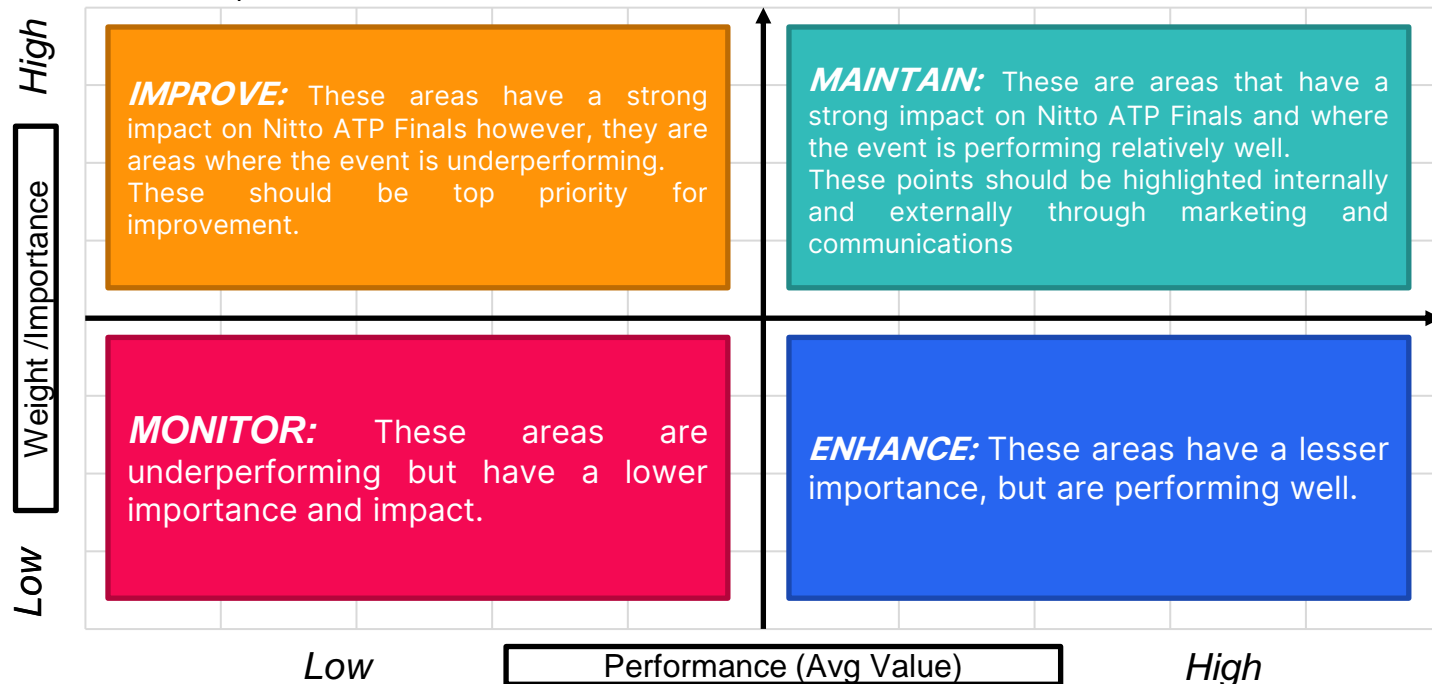 High
IMPROVE: These areas have a strong
impact on Nitto ATP Finals however, they are
areas where the event is underperforming.
These should be top priority for
improvement.
MAINTAIN: These are areas that have a
strong impact on Nitto ATP Finals and where
the event is performing relatively well.
These points should be highlighted internally
and externally through marketing and
communications
Weight /Importance
MONITOR: These areas are
underperforming but have a lower
importance and impact.
ENHANCE: These areas have a lesser
importance, but are performing well.
Low
Low
Performance (Avg Value)
High